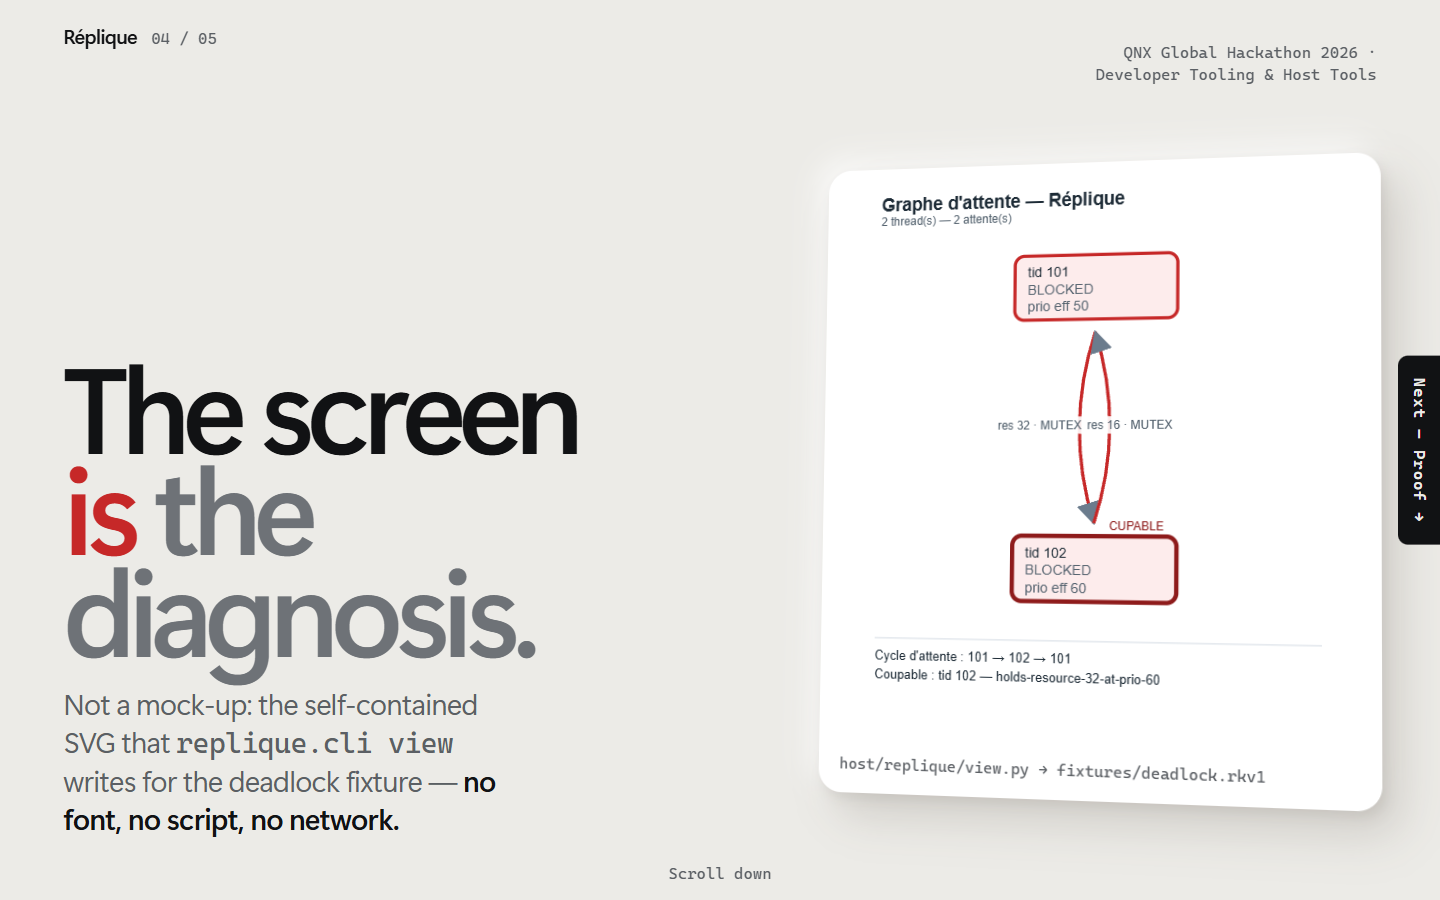 Réplique 04 / 05
QNX Global Hackathon 2026 ·
Developer Tooling & Host Tools
The screen
is the
diagnosis.
Not a mock-up: the self-contained
SVG that replique.cli view
writes for the deadlock fixture — no
font, no script, no network.
Graphe d'attente — Réplique
2 thread(s) — 2 attente(s)
tid 101
BLOCKED
prio eff 50
res 32 · MUTEX res 16 · MUTEX
CUPABLE
tid 102
BLOCKED
prio eff 60
Cycle d'attente : 101 → 102 → 101
Coupable : tid 102 — holds-resource-32-at-prio-60
host/replique/view.py → fixtures/deadlock.rkv1
Next — Proof →
Scroll down